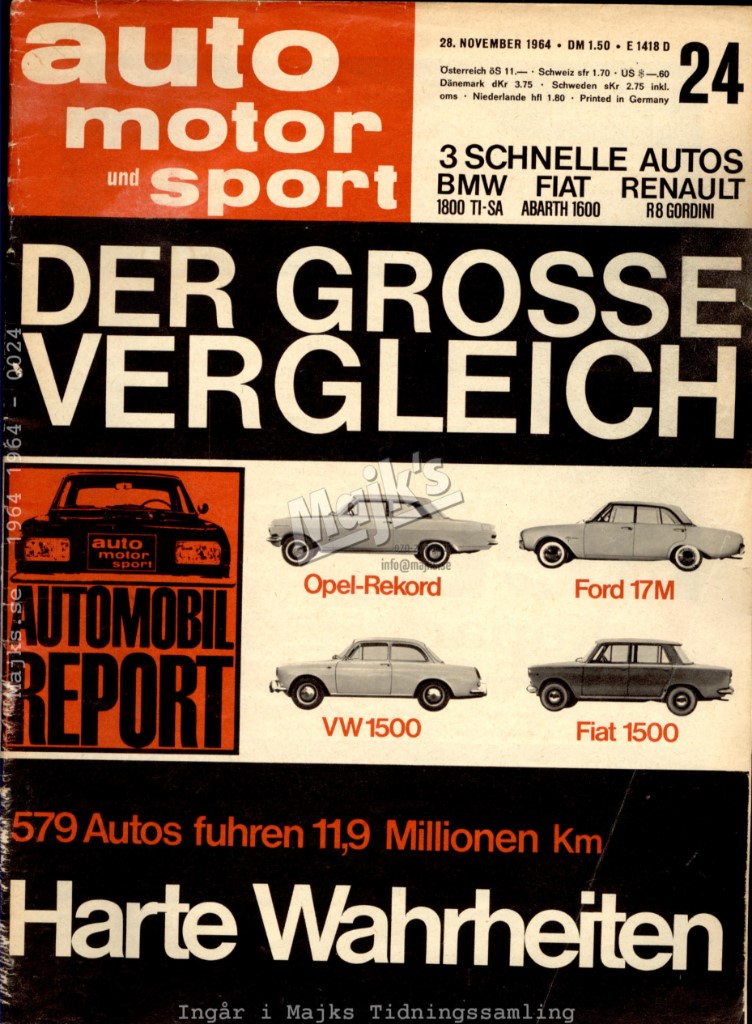 auto
motor
und sport
28. NOVEMBER 1964 • DM 1.50 • E 1418 D
Österreich öS 11.— · Schweiz sfr 1.70 · US $ —.60
Dänemark dKr 3.75 · Schweden sKr 2.75 inkl.
oms · Niederlande hfl 1.80 · Printed in Germany
24
3 SCHNELLE AUTOS
BMW FIAT RENAULT
1800 TI-SA ABARTH 1600 R8 GORDINI
DER GROSSE
VERGLEICH
auto
motor
sport
AUTOMOBIL
REPORT
Majk's
info@majks.se
Opel-Rekord
Ford 17M
VW 1500
Fiat 1500
579 Autos fuhren 11,9 Millionen Km
Harte Wahrheiten
Majks.se 1964 1964 - 0024
Ingår i Majks Tidningssamling